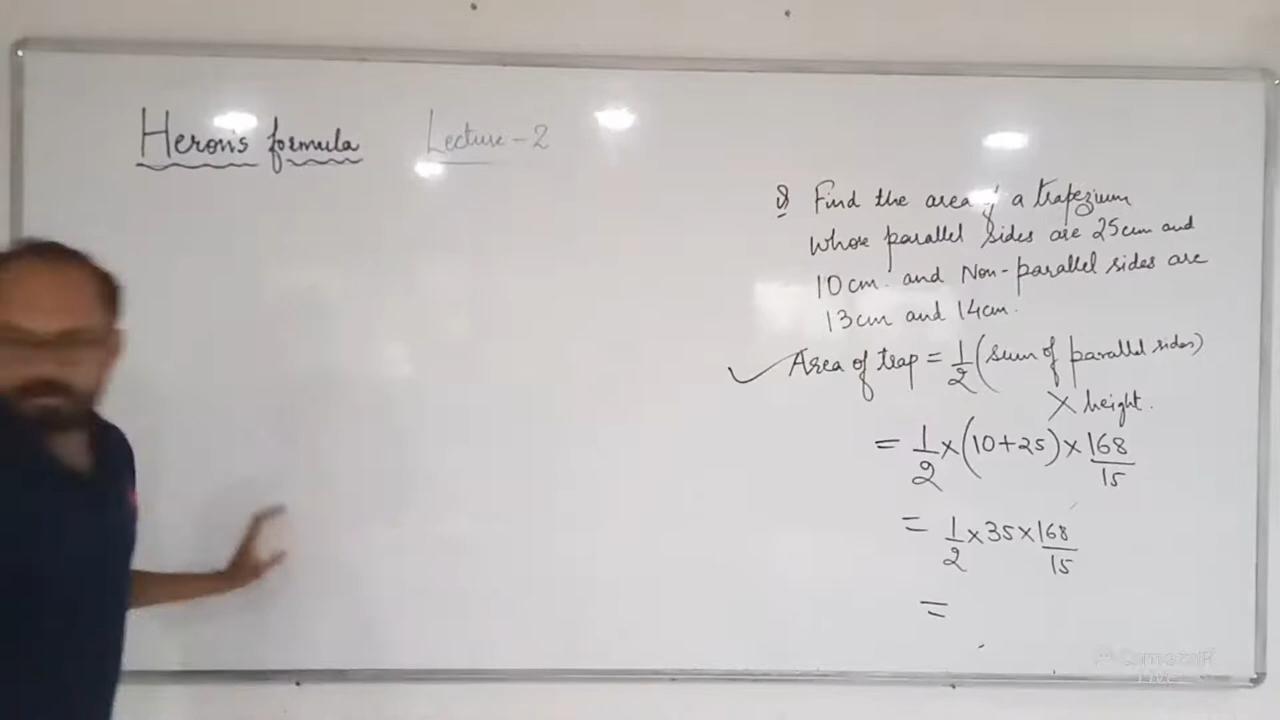 Heron's formula Lecture-2
Q Find the area of a trapezium
whose parallel sides are 25cm and
10cm. and Non-parallel sides are
13cm and 14cm.
✓ Area of trap = 1/2 (sum of parallel sides)
× height.
= 1/2 × (10+25) × 168/15
= 1/2 × 35 × 168/15
=
LIVE